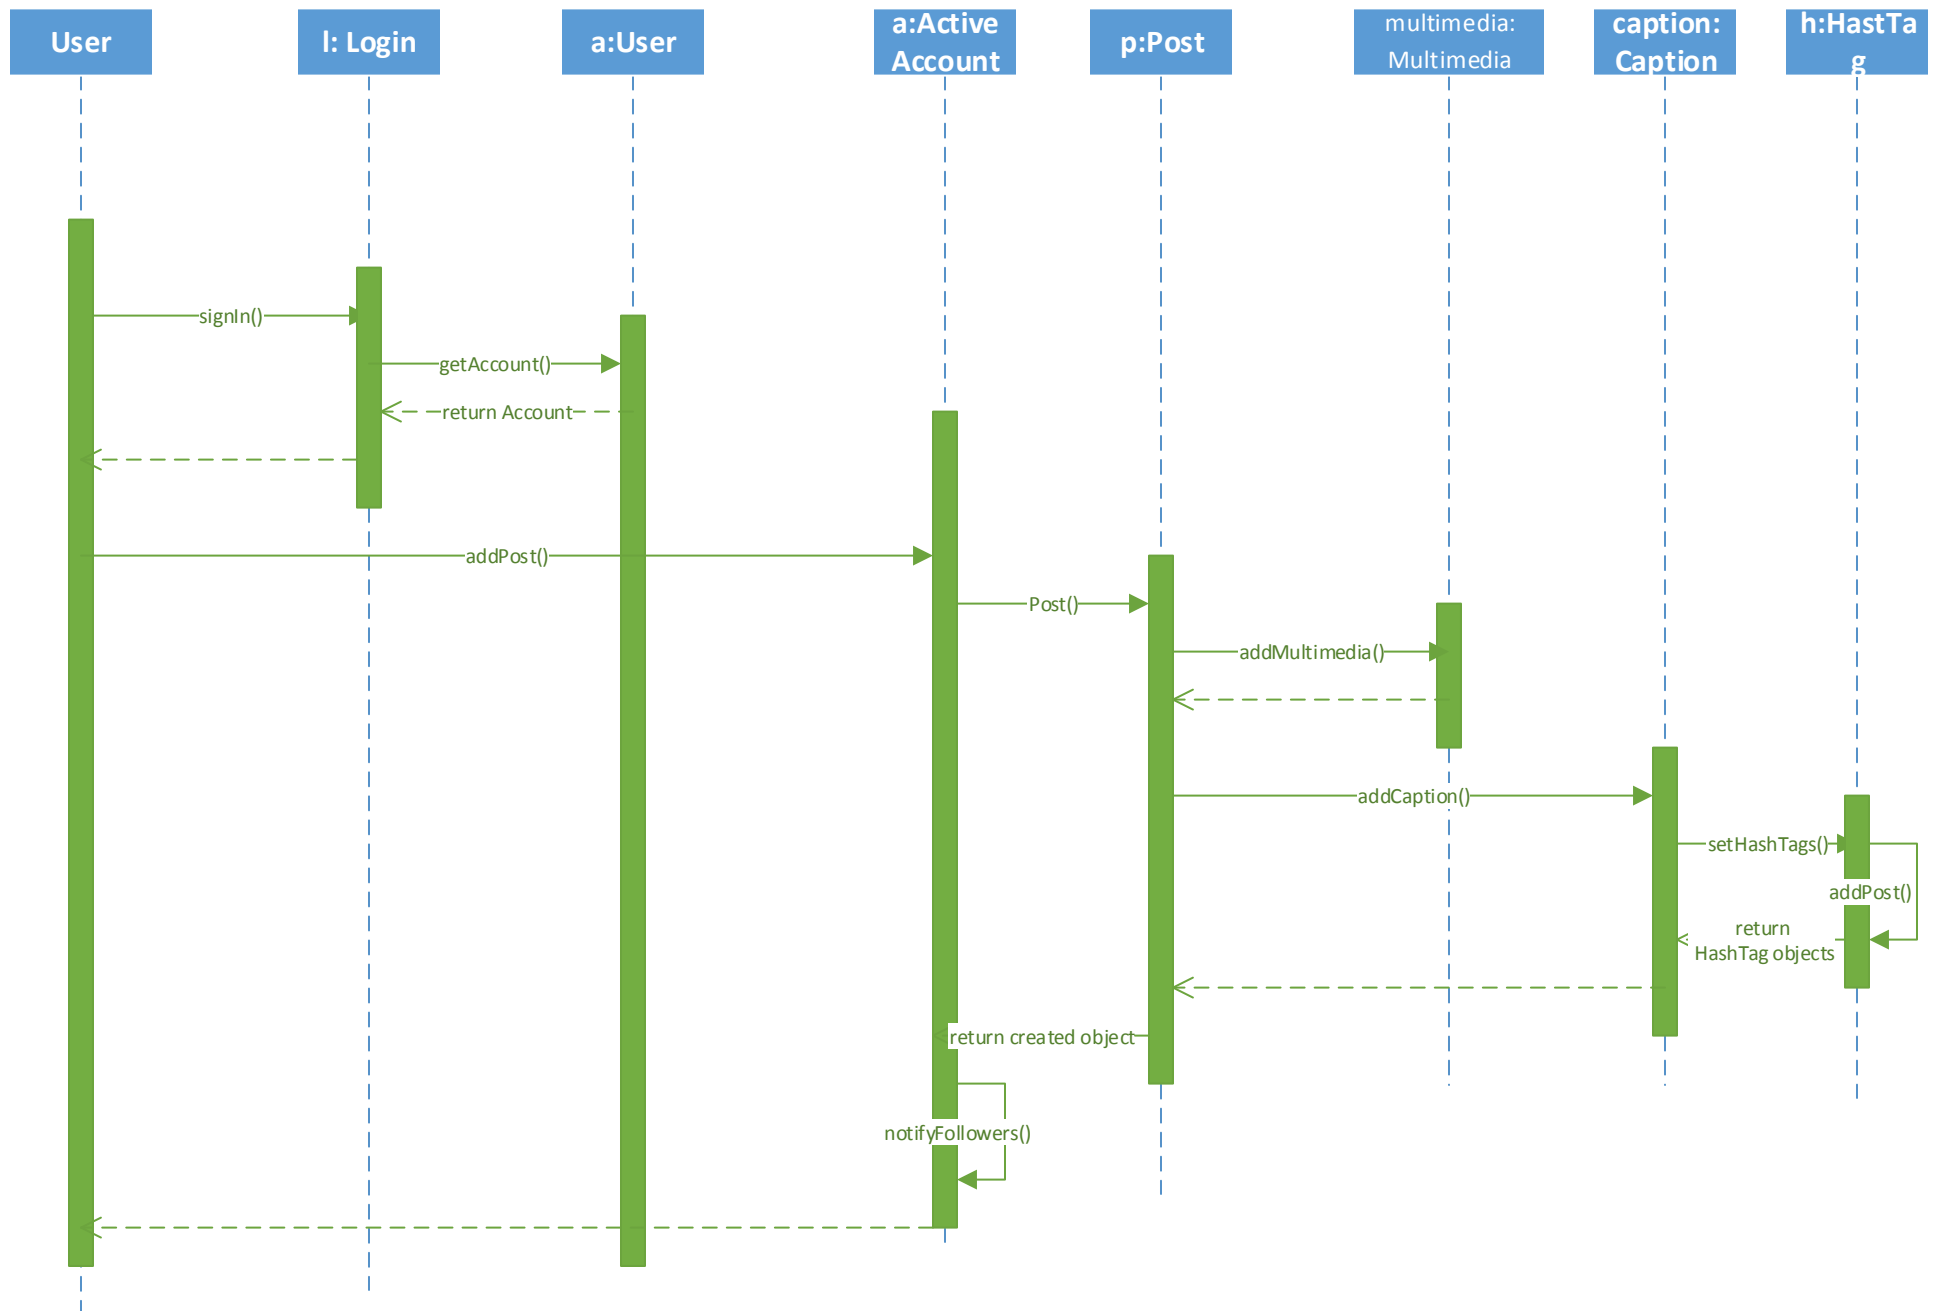 User
l: Login
a:User
a:Active
Account
p:Post
multimedia:
Multimedia
caption:
Caption
h:HastTa
g
signIn()
getAccount()
return Account
addPost()
Post()
addMultimedia()
addCaption()
setHashTags()
addPost()
return
HashTag objects
return created object
notifyFollowers()